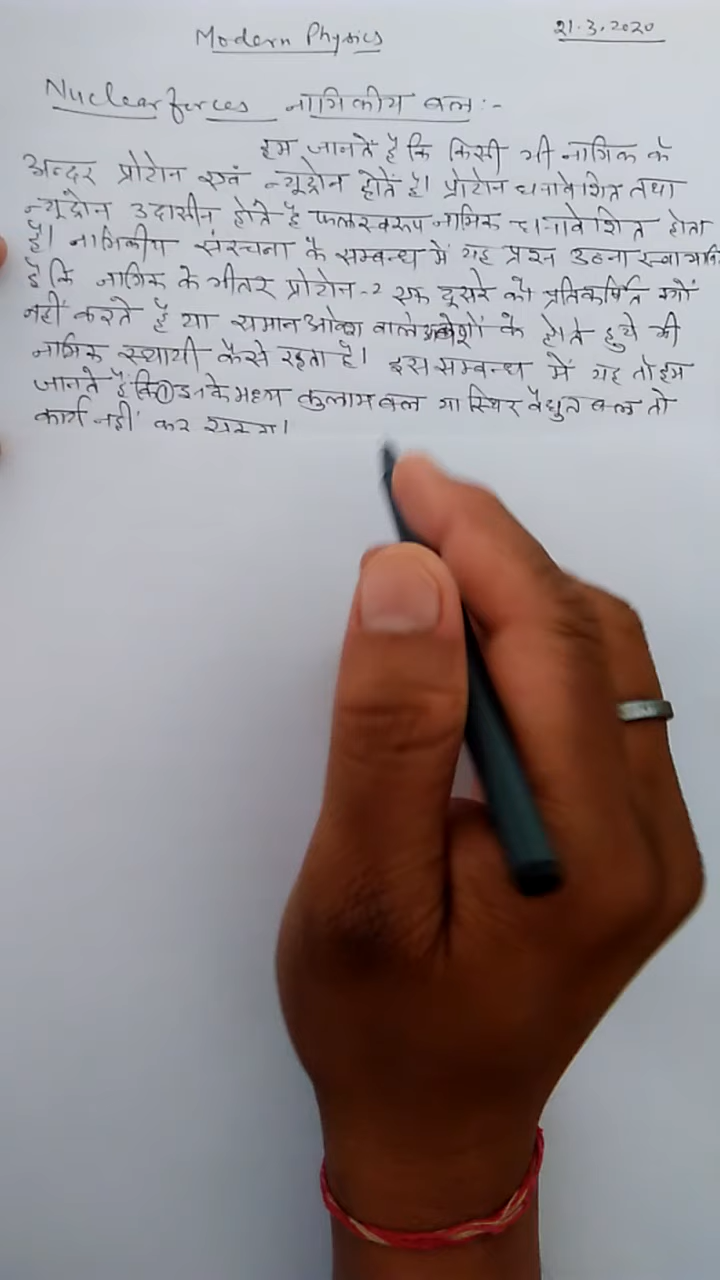 Modern Physics 21.3.2020
Nuclear forces नाभिकीय बल :-
हम जानते है कि किसी भी नाभिक के
अन्दर प्रोटोन एवं न्यूट्रोन होते है। प्रोटोन धनावेशित तथा
न्यूट्रोन उदासीन होते है फलस्वरूप नाभिक धनावेशित होता
है। नाभिकीय संरचना के सम्बन्ध में यह प्रश्न उठना स्वाभावि
है कि नाभिक के भीतर प्रोटोन-2 एक दूसरे को प्रतिकर्षित क्यों
नहीं करते है या समान आवेश वाले के होते हुये भी
नाभिक स्थायी कैसे रहता है। इस सम्बन्ध में यह तो हम
जानते है कि ① इनके मध्य कुलाम बल या स्थिर वैद्युत बल तो
कार्य नहीं कर